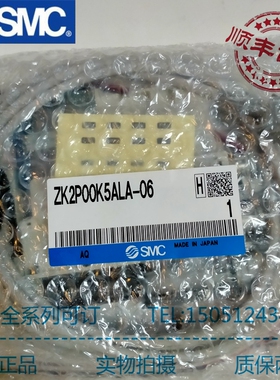 SMC
顺丰
ZK2P00K5ALA-06
H
1
AQ
SMC
MADE IN JAPAN
全系列可订
TEL:15051243
正品
实物拍摄
质保